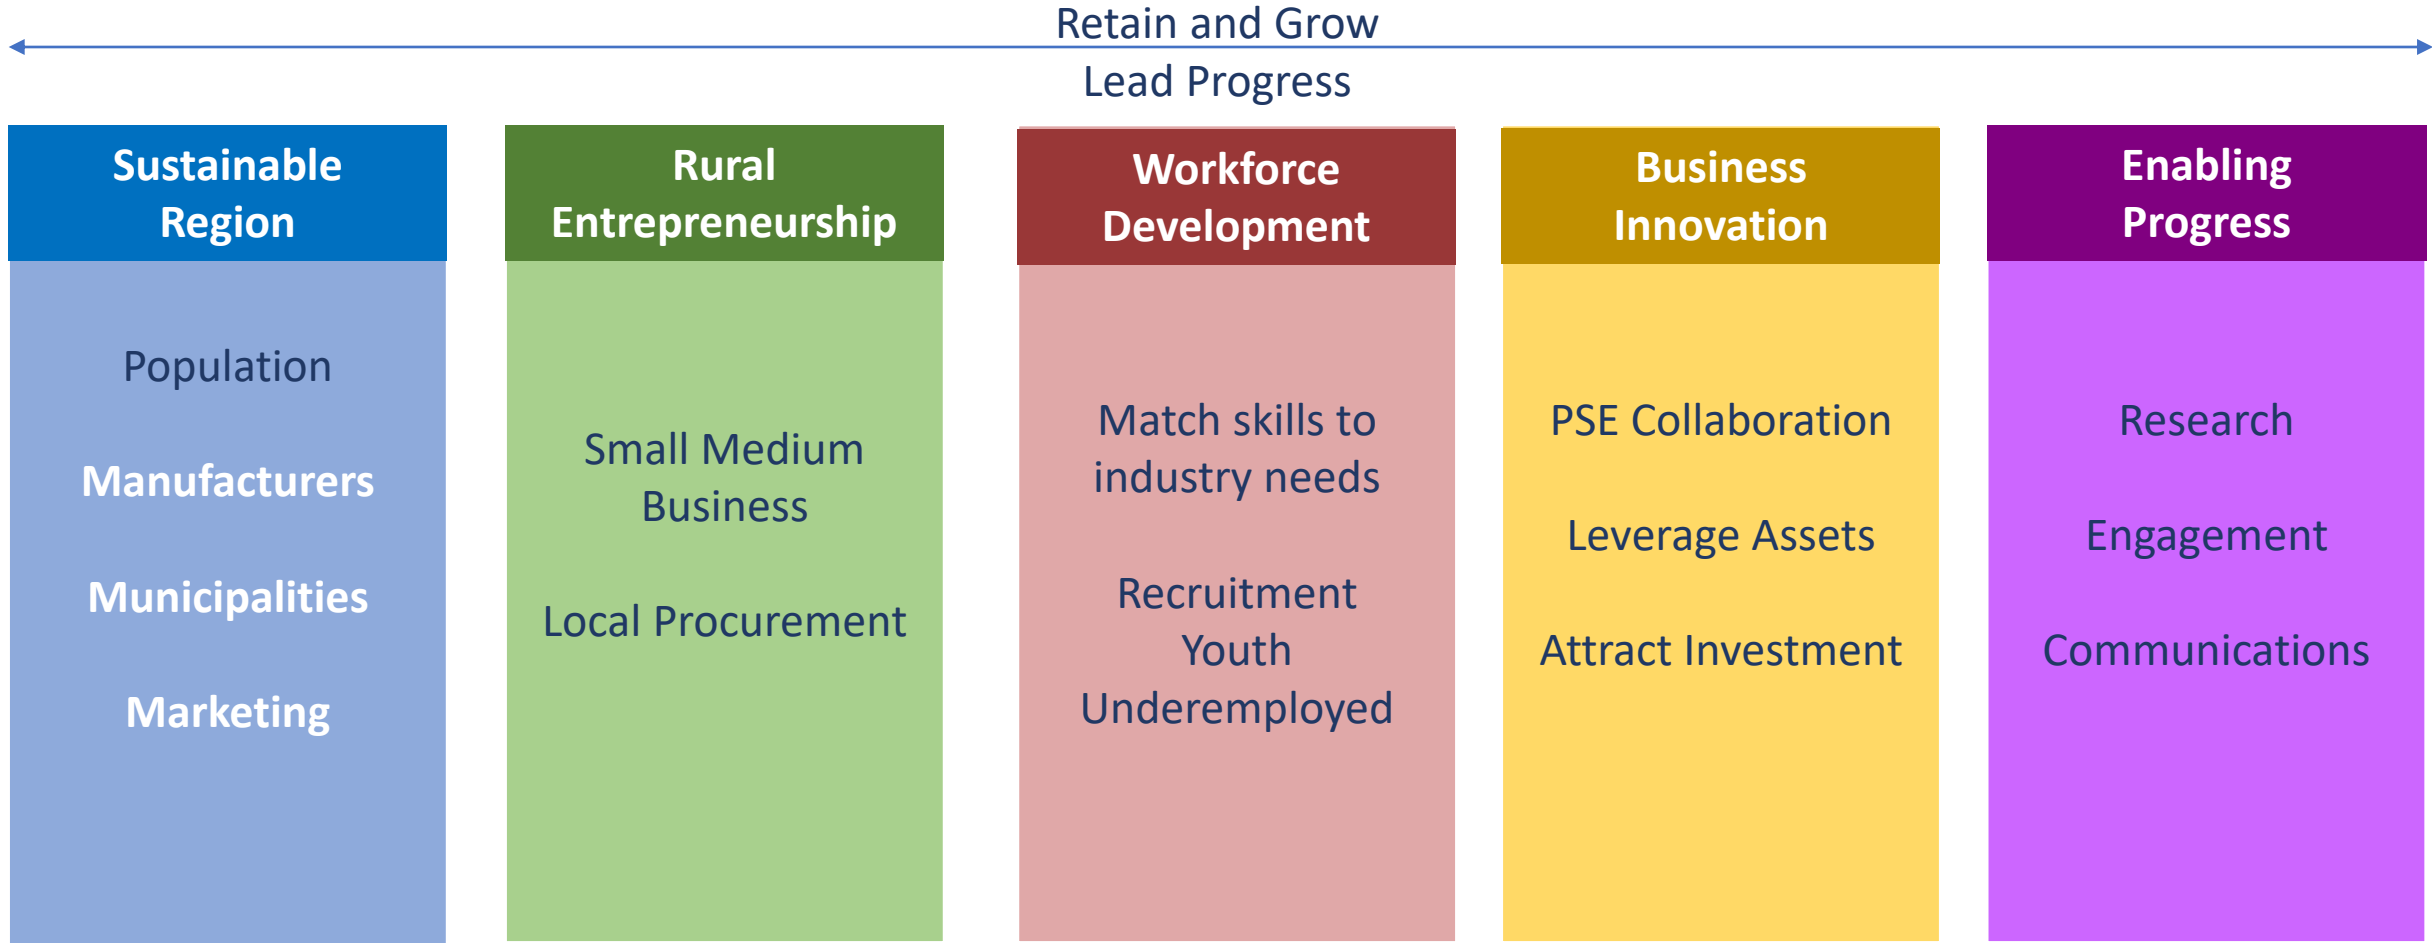 Retain and Grow
Lead Progress
Sustainable
Region
Population
Manufacturers
Municipalities
Marketing
Rural
Entrepreneurship
Small Medium
Business
Local Procurement
Workforce
Development
Match skills to
industry needs
Recruitment
Youth
Underemployed
Business
Innovation
PSE Collaboration
Leverage Assets
Attract Investment
Enabling
Progress
Research
Engagement
Communications